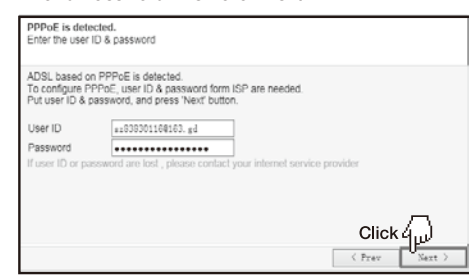 PPPoE is detected.
Enter the user ID & password
ADSL based on PPPoE is detected.
To configure PPPoE, user ID & password form ISP are needed.
Put user ID & password, and press 'Next' button.
User ID
Password ●●●●●●●●●●●●●●●●
If user ID or password are lost , please contact your internet service provider
Click
< Prev Next >